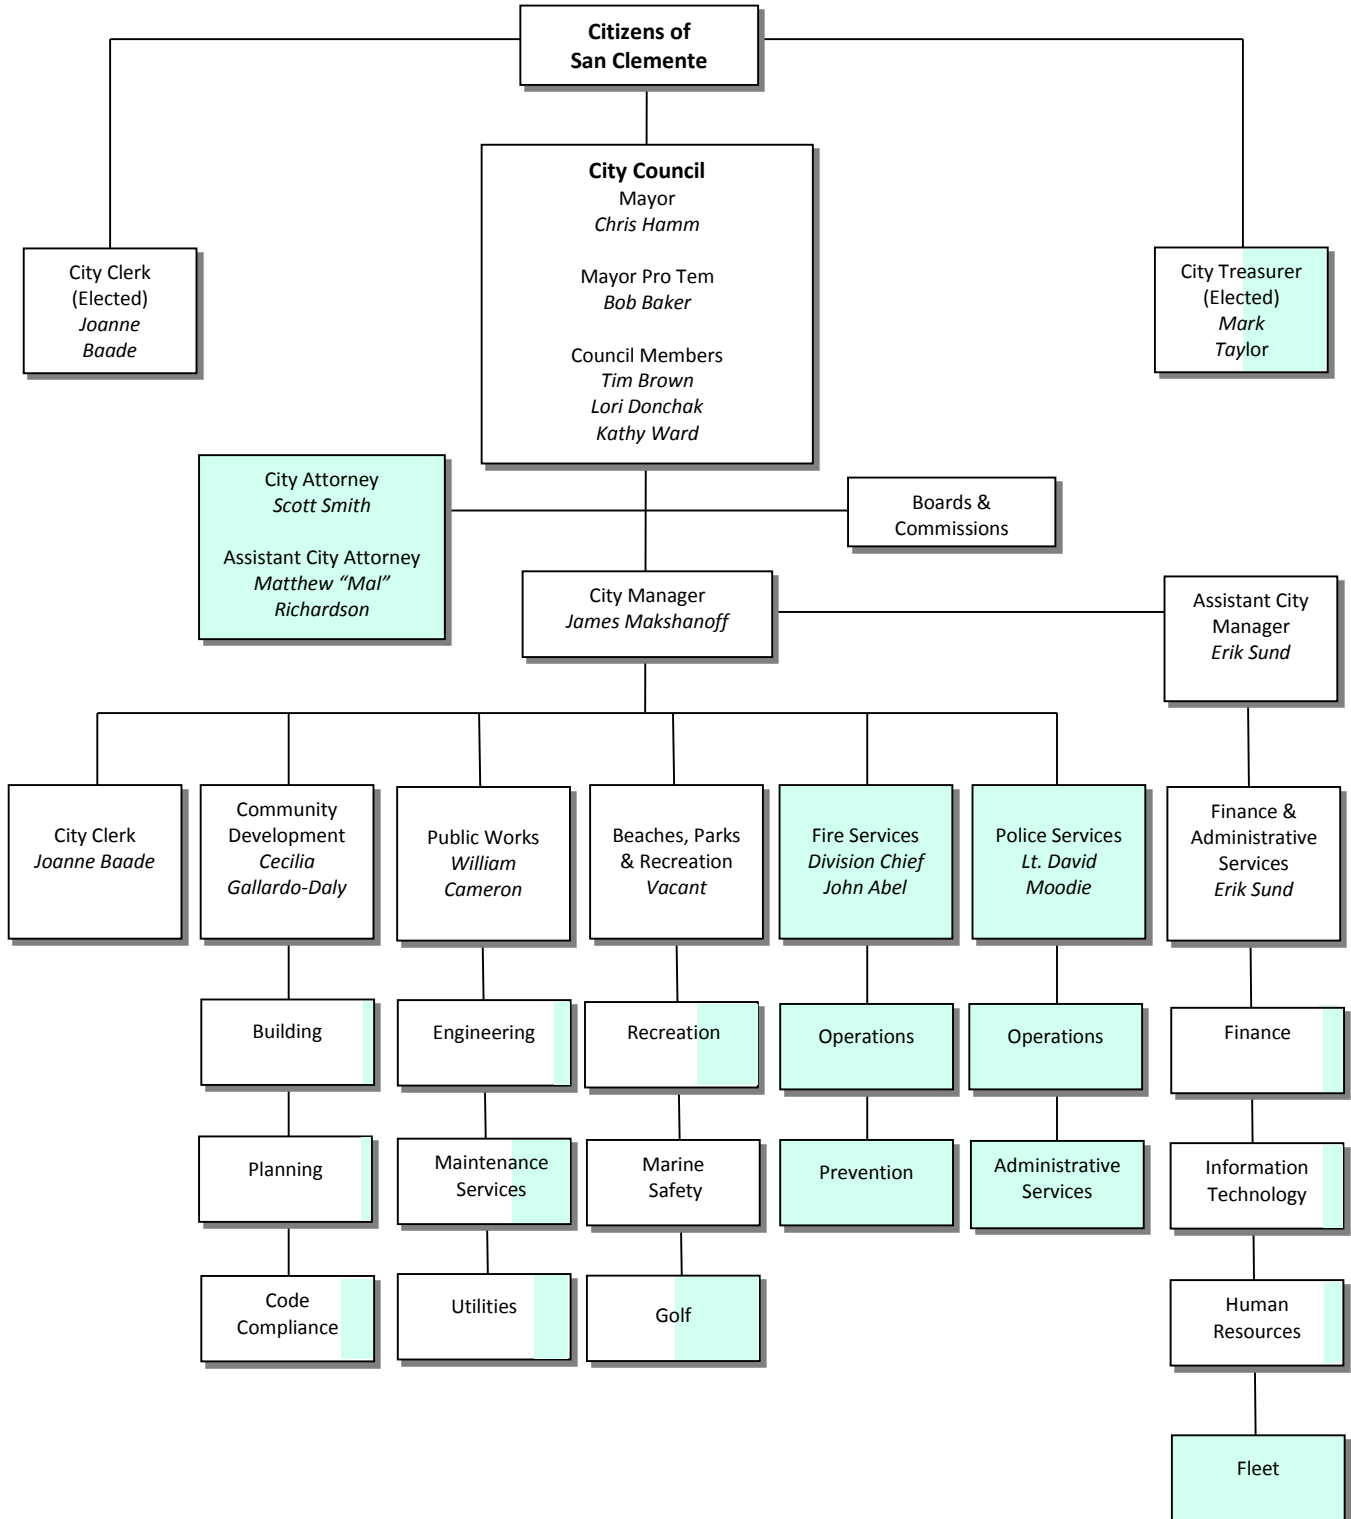 Citizens of
San Clemente
City Council
Mayor
Chris Hamm
Mayor Pro Tem
Bob Baker
Council Members
Tim Brown
Lori Donchak
Kathy Ward
City Clerk
(Elected)
Joanne
Baade
City Treasurer
(Elected)
Mark
Taylor
City Attorney
Scott Smith
Assistant City Attorney
Matthew “Mal”
Richardson
Boards &
Commissions
City Manager
James Makshanoff
Assistant City
Manager
Erik Sund
City Clerk
Joanne Baade
Community
Development
Cecilia
Gallardo-Daly
Public Works
William
Cameron
Beaches, Parks
& Recreation
Vacant
Fire Services
Division Chief
John Abel
Police Services
Lt. David
Moodie
Finance &
Administrative
Services
Erik Sund
Building
Engineering
Recreation
Operations
Operations
Finance
Planning
Maintenance
Services
Marine
Safety
Prevention
Administrative
Services
Information
Technology
Code
Compliance
Utilities
Golf
Human
Resources
Fleet